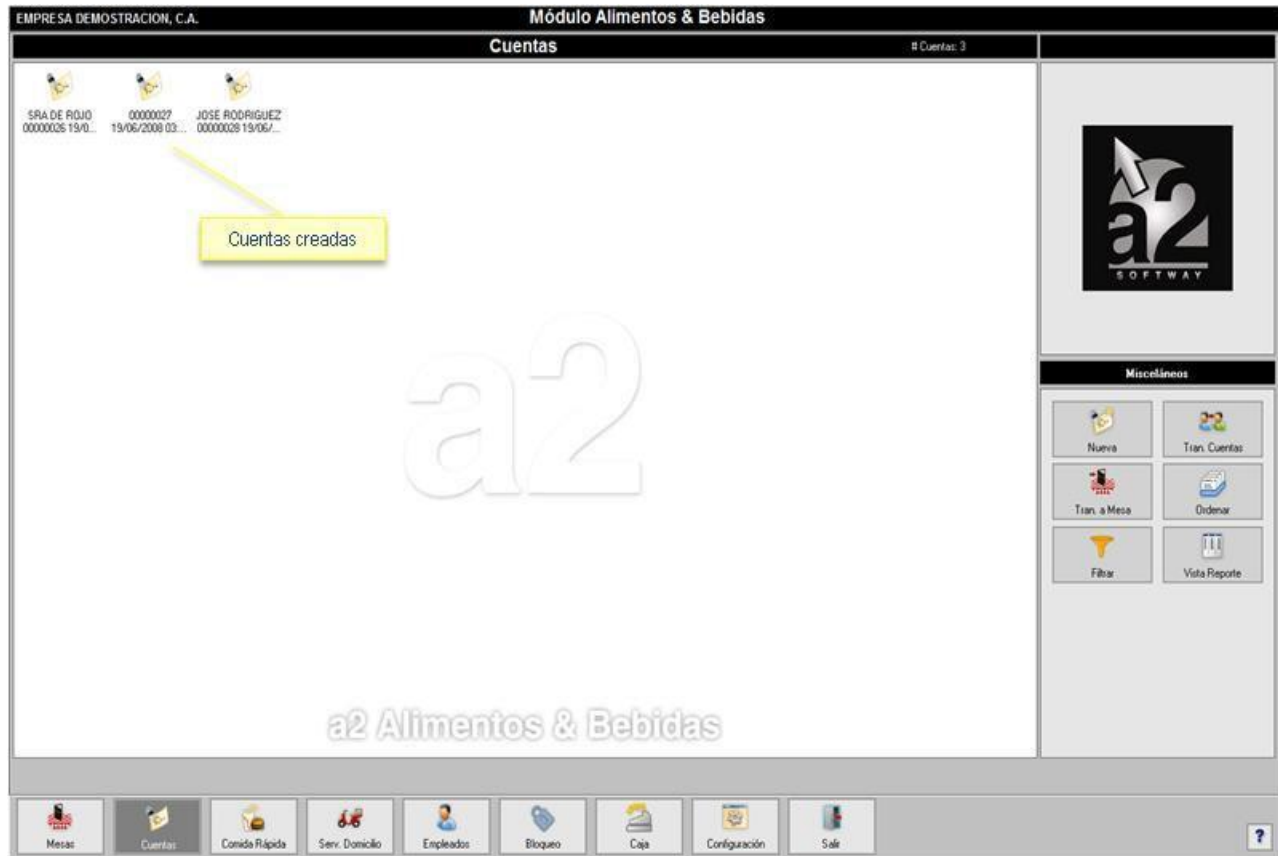 EMPRESA DEMOSTRACION, C.A.
Módulo Alimentos & Bebidas
Cuentas
# Cuentas: 3
SRA DE ROJO
00000026 19/0...
00000027
19/06/2008 03:...
JOSE RODRIGUEZ
00000028 19/06/...
Cuentas creadas
a2
SOFTWAY
a2
Misceláneos
Nueva
Tran. Cuentas
Tran. a Mesa
Ordenar
Filtrar
Vista Reporte
a2 Alimentos & Bebidas
Mesas
Cuentas
Comida Rápida
Serv. Domicilio
Empleados
Bloqueo
Caja
Configuración
Salir
?